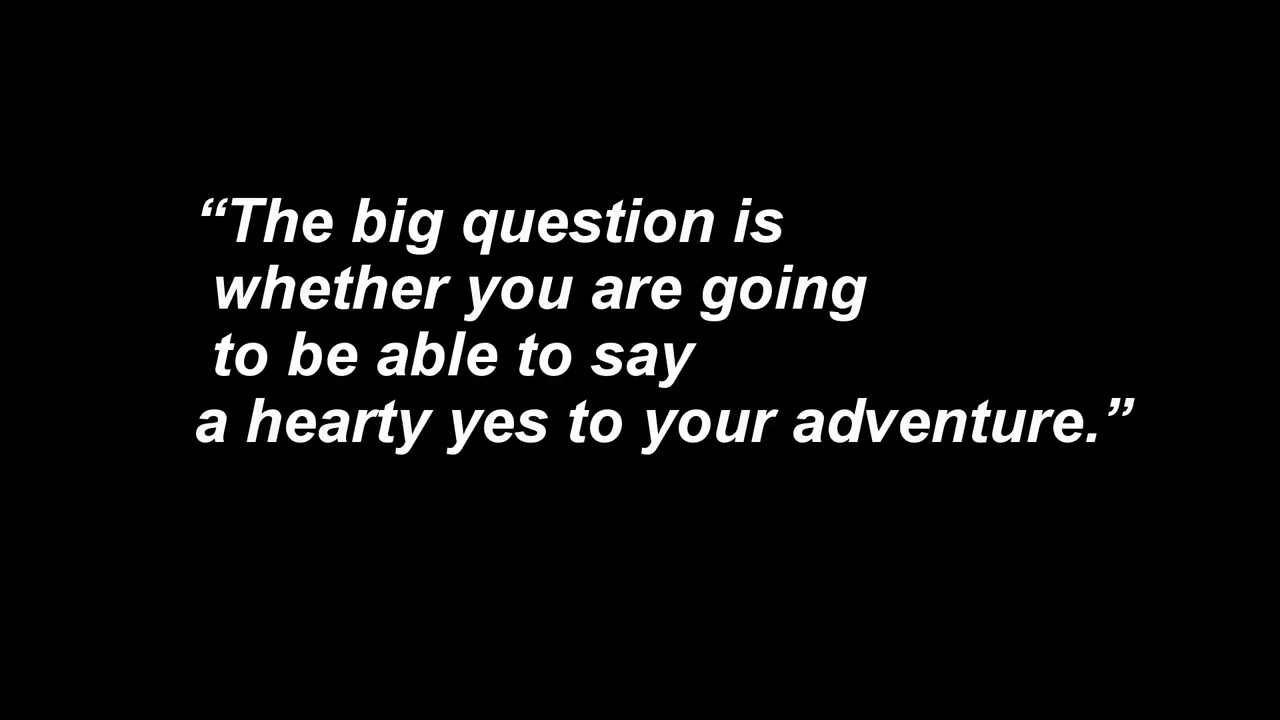 “The big question is
whether you are going
to be able to say
a hearty yes to your adventure.”